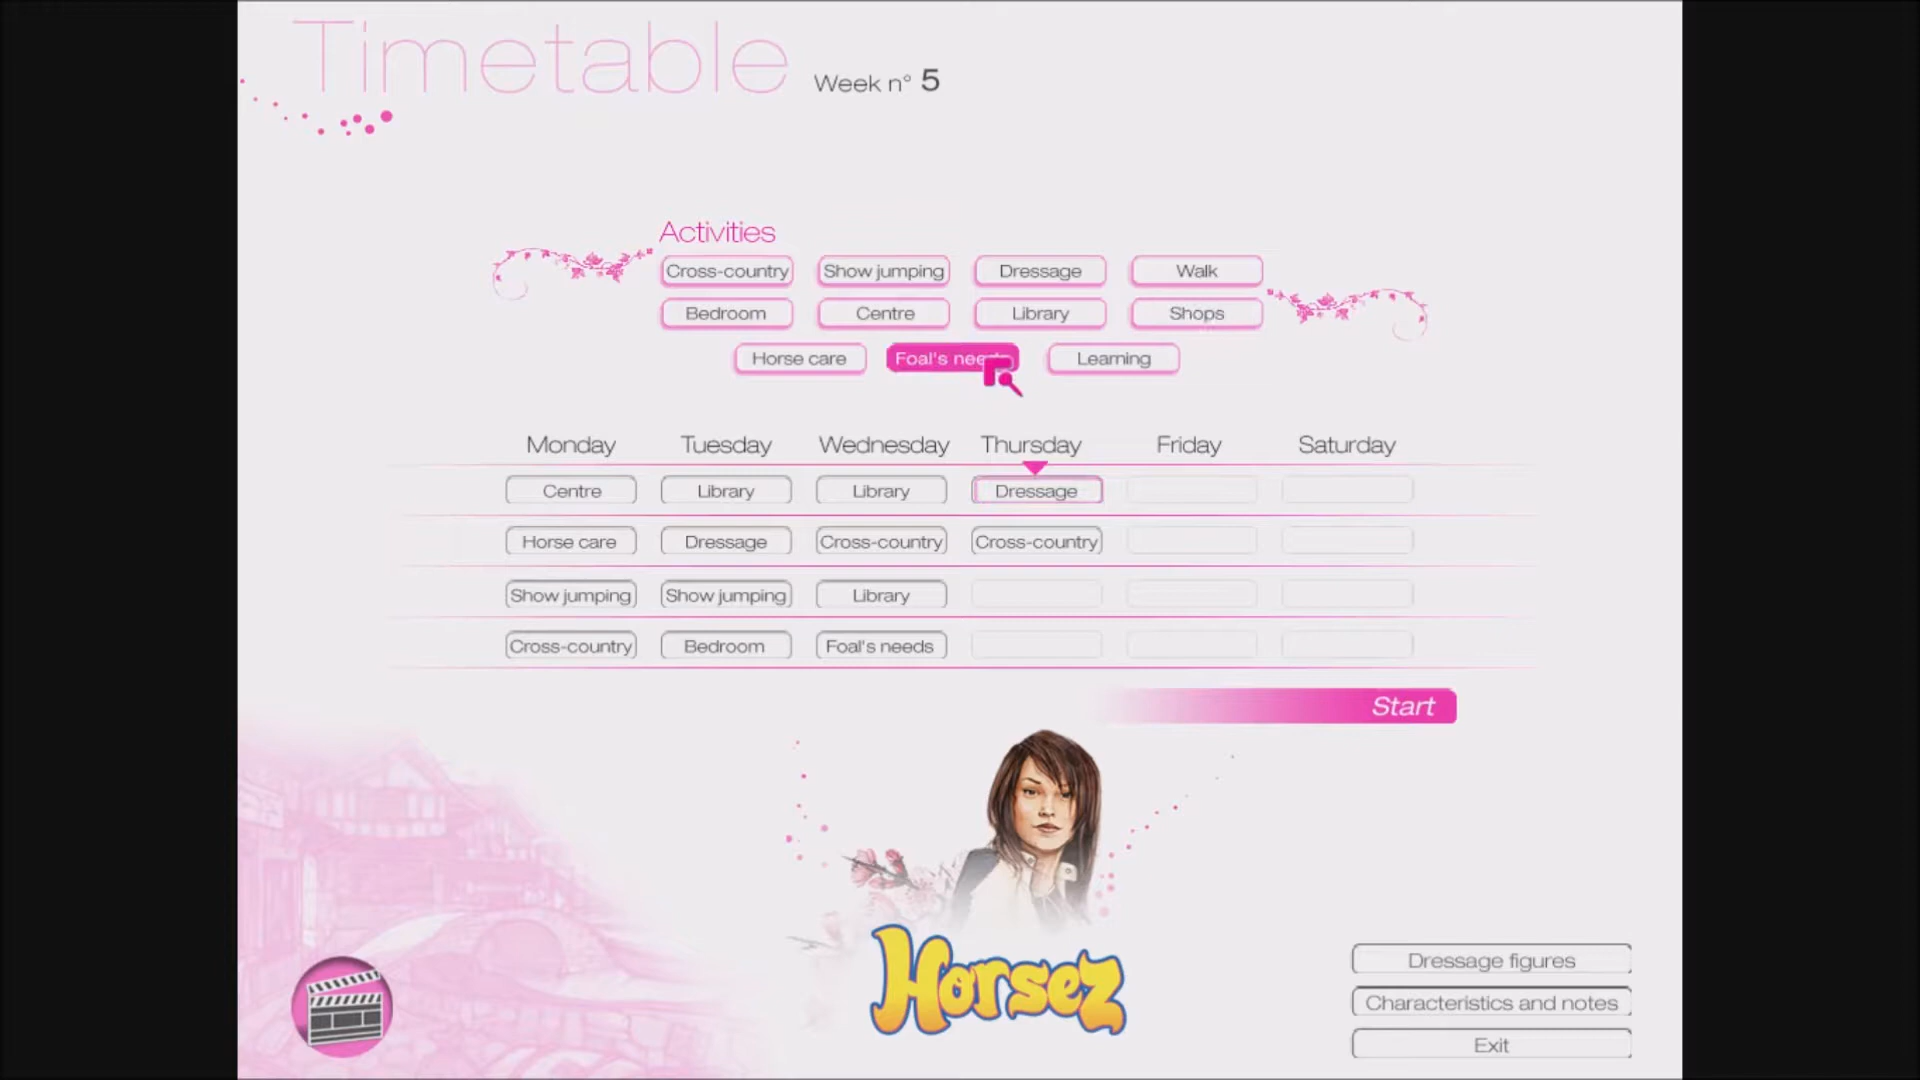 Timetable Week n° 5
Activities
Cross-country Show jumping Dressage Walk
Bedroom Centre Library Shops
Horse care Foal's Learning
Monday Tuesday Wednesday Thursday Friday Saturday
Centre Library Library Dressage
Horse care Dressage Cross-country Cross-country
Show jumping Show jumping Library
Cross-country Bedroom Foal's needs
Start
Horsez
Dressage figures
Characteristics and notes
Exit